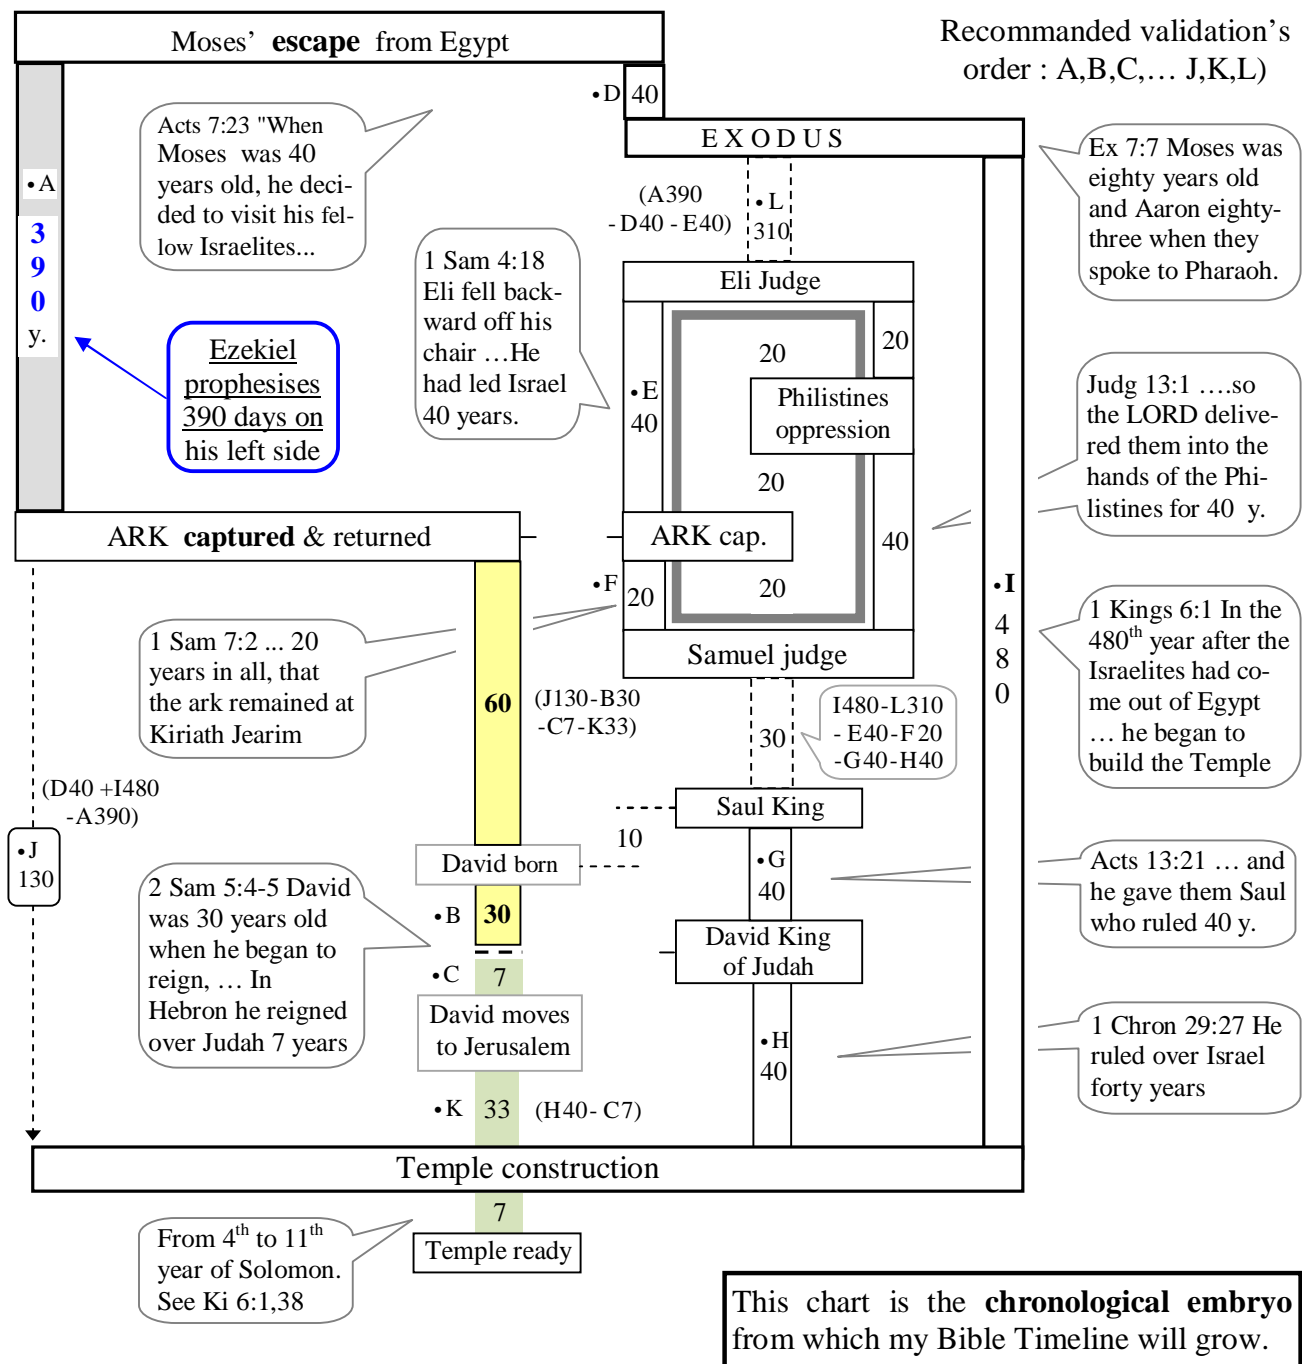 Moses' escape from Egypt
Recommanded validation's
order : A,B,C,… J,K,L)
•D 40
E X O D U S
Acts 7:23 "When
Moses was 40
years old, he deci-
ded to visit his fel-
low Israelites...
Ex 7:7 Moses was
eighty years old
and Aaron eighty-
three when they
spoke to Pharaoh.
•A
3
9
0
y.
(A390
- D40 - E40)
•L
310
1 Sam 4:18
Eli fell back-
ward off his
chair …He
had led Israel
40 years.
Eli Judge
Ezekiel
prophesises
390 days on
his left side
20
20
•E
40
Philistines
oppression
Judg 13:1 ….so
the LORD delive-
red them into the
hands of the Phi-
listines for 40 y.
20
ARK captured & returned
ARK cap.
40
•F
20
20
•I
4
8
0
1 Sam 7:2 ... 20
years in all, that
the ark remained at
Kiriath Jearim
Samuel judge
1 Kings 6:1 In the
480th year after the
Israelites had co-
me out of Egypt
… he began to
build the Temple
60
(J130-B30
-C7-K33)
30
I480-L310
- E40-F20
-G40-H40
(D40 +I480
-A390)
Saul King
10
•J
130
David born
•G
40
Acts 13:21 … and
he gave them Saul
who ruled 40 y.
2 Sam 5:4-5 David
was 30 years old
when he began to
reign, … In
Hebron he reigned
over Judah 7 years
•B 30
David King
of Judah
•C 7
David moves
to Jerusalem
•H
40
1 Chron 29:27 He
ruled over Israel
forty years
•K 33 (H40- C7)
Temple construction
7
From 4th to 11th
year of Solomon.
See Ki 6:1,38
Temple ready
This chart is the chronological embryo
from which my Bible Timeline will grow.